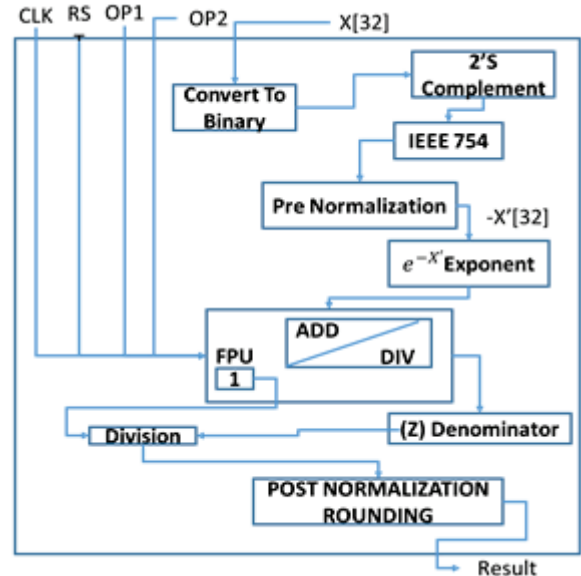 CLK RS OP1 OP2 X[32]
Convert To
Binary
2'S
Complement
IEEE 754
Pre Normalization
-X'[32]
e^{-X'} Exponent
FPU
1
ADD
DIV
Division
(Z) Denominator
POST NORMALIZATION
ROUNDING
Result